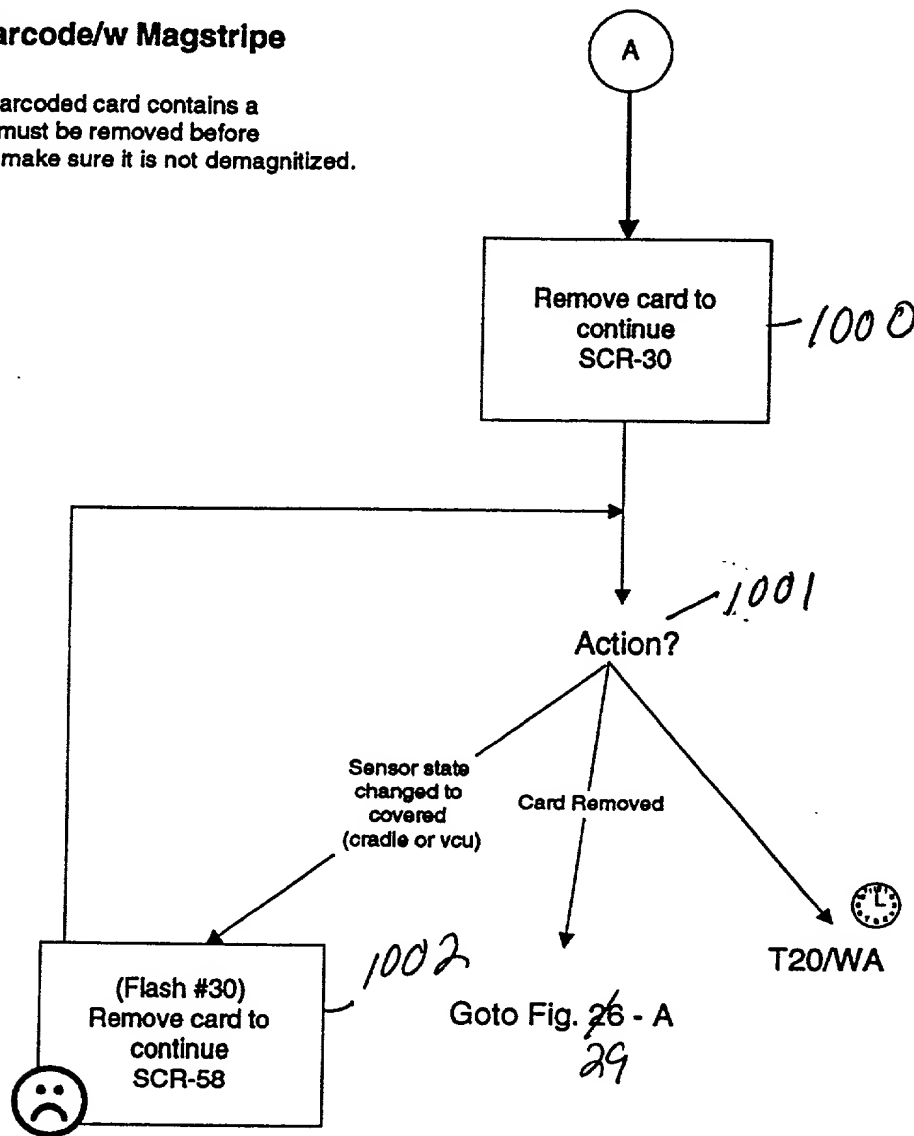 arcode/w Magstripe
arcoded card contains a
must be removed before
make sure it is not demagnitized.
A
Remove card to
continue
SCR-30
1000
1001
Action?
Sensor state
changed to
covered
(cradle or vcu)
Card Removed
T20/WA
(Flash #30)
Remove card to
continue
SCR-58
1002
Goto Fig. 26 - A
29